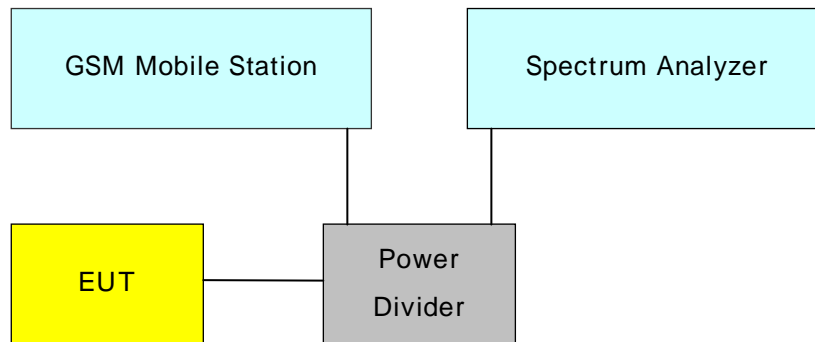 GSM Mobile Station
Spectrum Analyzer
EUT
Power
Divider